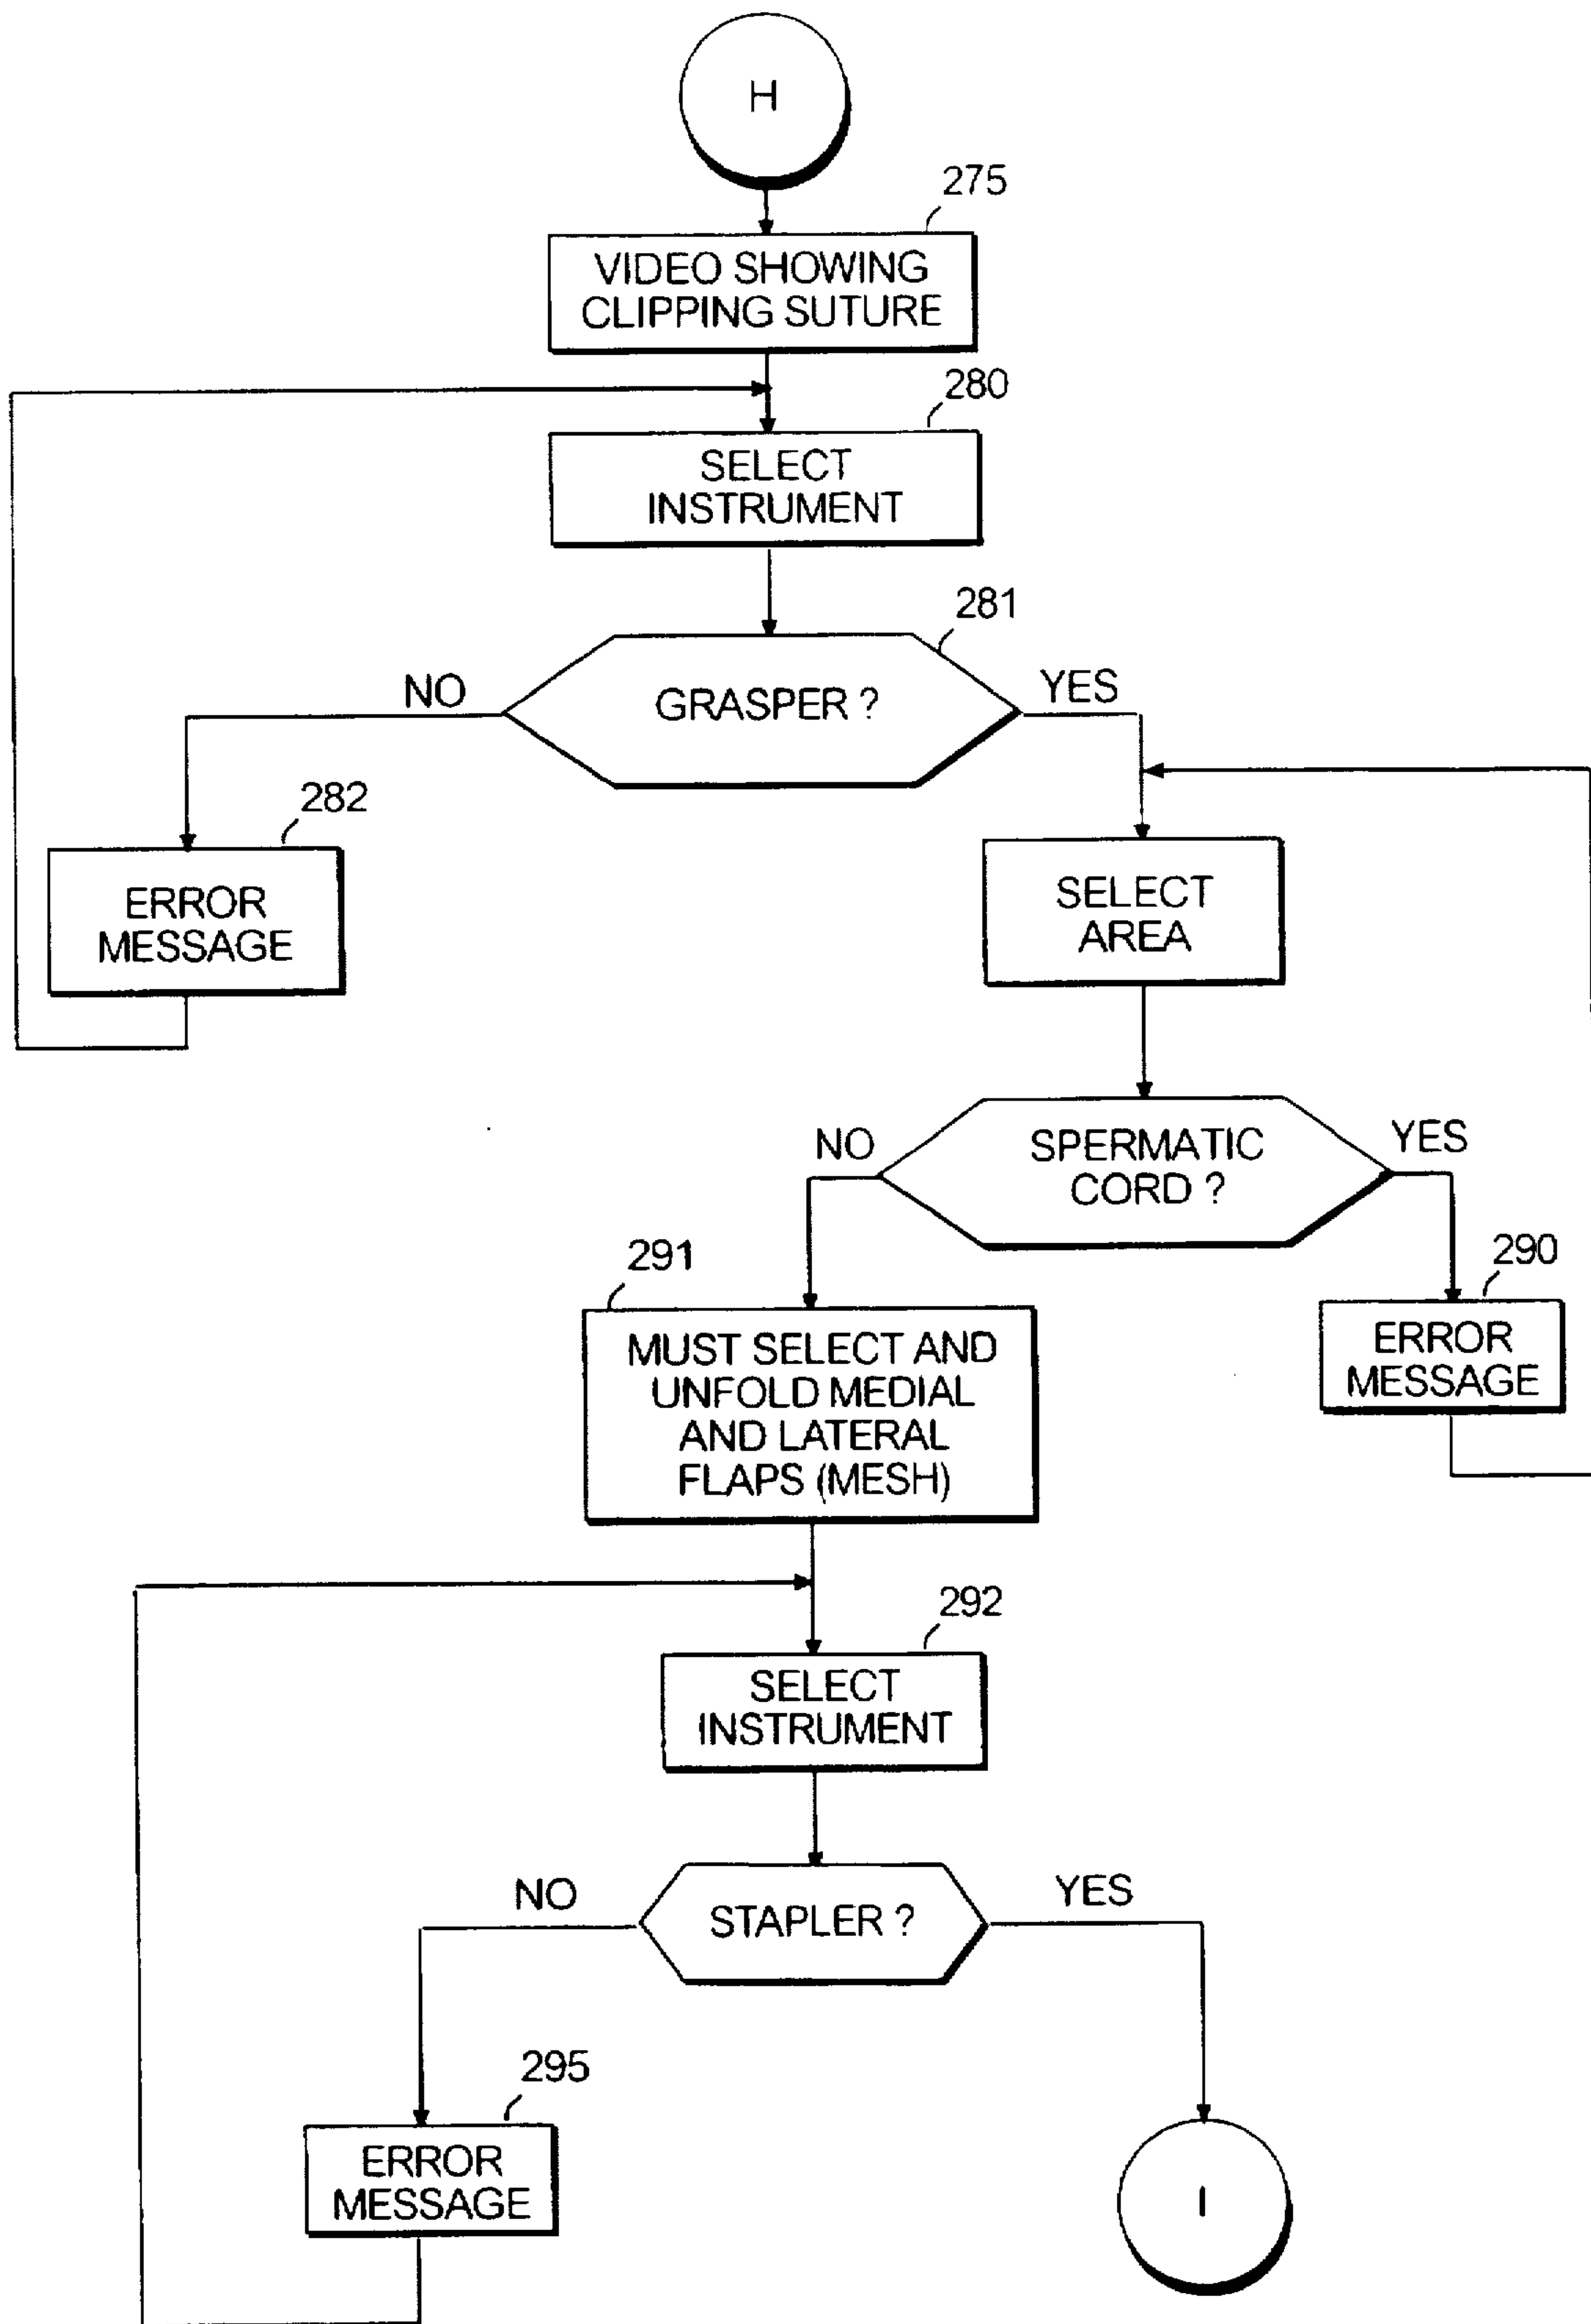 H
275
VIDEO SHOWING
CLIPPING SUTURE
280
SELECT
INSTRUMENT
281
NO
GRASPER ?
YES
282
ERROR
MESSAGE
SELECT
AREA
NO
SPERMATIC
CORD ?
YES
291
290
MUST SELECT AND
UNFOLD MEDIAL
AND LATERAL
FLAPS (MESH)
ERROR
MESSAGE
292
SELECT
INSTRUMENT
NO
STAPLER ?
YES
295
ERROR
MESSAGE
I